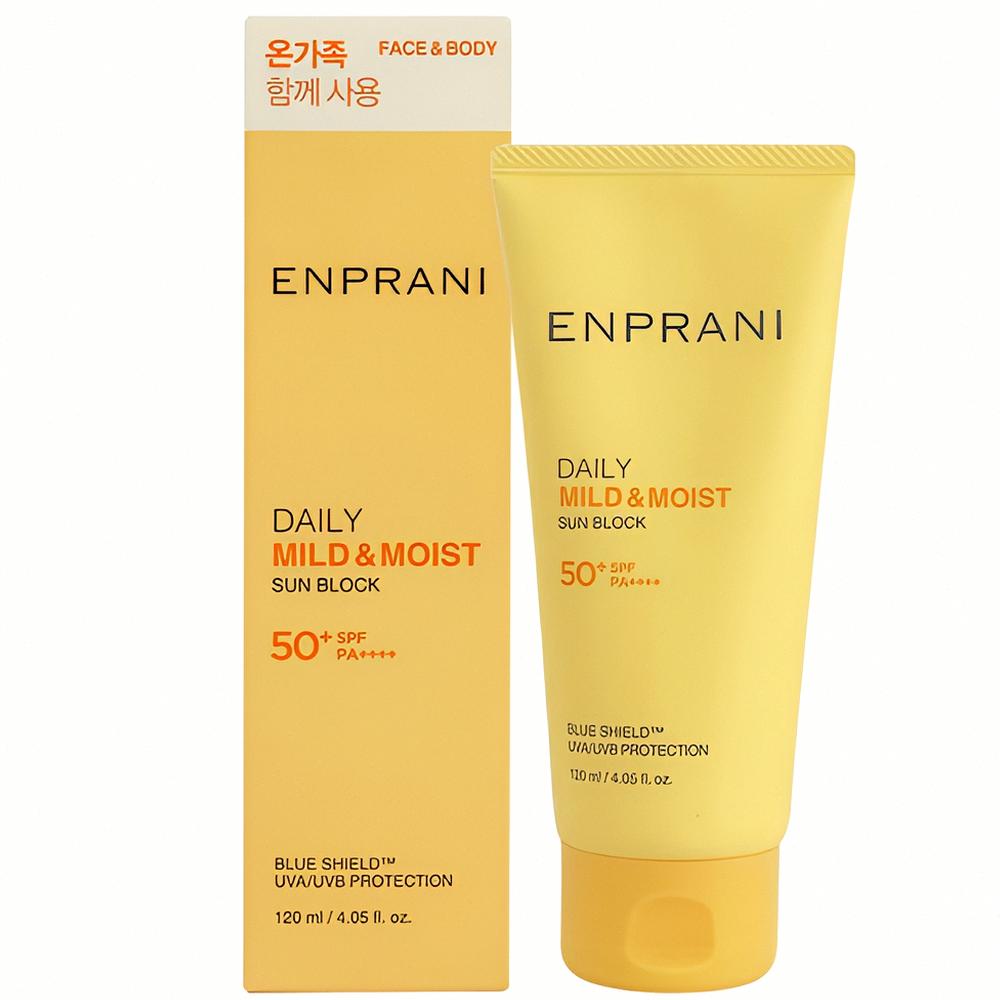 온가족 FACE & BODY
함께 사용
ENPRANI
DAILY
MILD & MOIST
SUN BLOCK
50+ SPF
PA++++
BLUE SHIELD™
UVA/UVB PROTECTION
120 ml / 4.05 fl. oz.
ENPRANI
DAILY
MILD & MOIST
SUN BLOCK
50+ SPF
PA++++
BLUE SHIELD™
UVA/UVB PROTECTION
120 ml / 4.05 fl. oz.